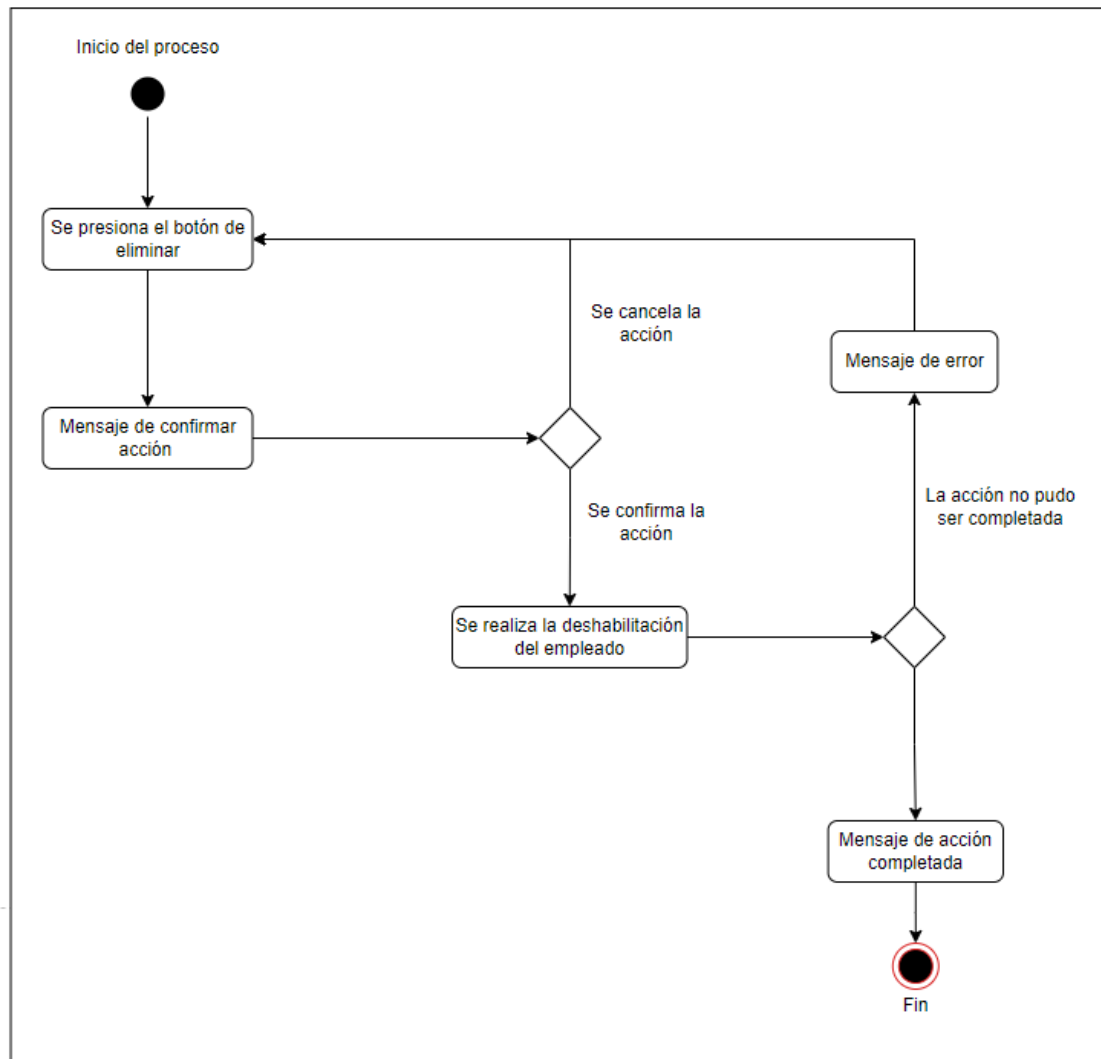 Inicio del proceso
Se presiona el botón de
eliminar
Se cancela la
acción
Mensaje de error
Mensaje de confirmar
acción
Se confirma la
acción
La acción no pudo
ser completada
Se realiza la deshabilitación
del empleado
Mensaje de acción
completada
Fin